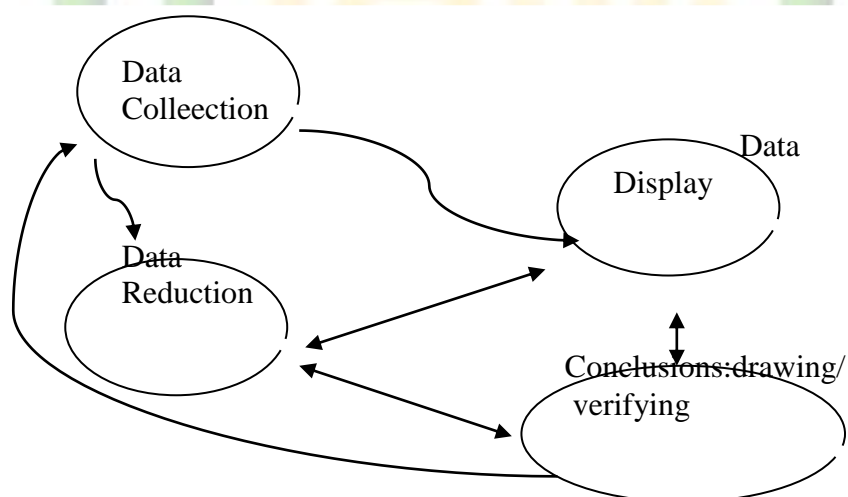 Data
Colleection
Data
Display
Data
Reduction
Conclusions:drawing/
verifying